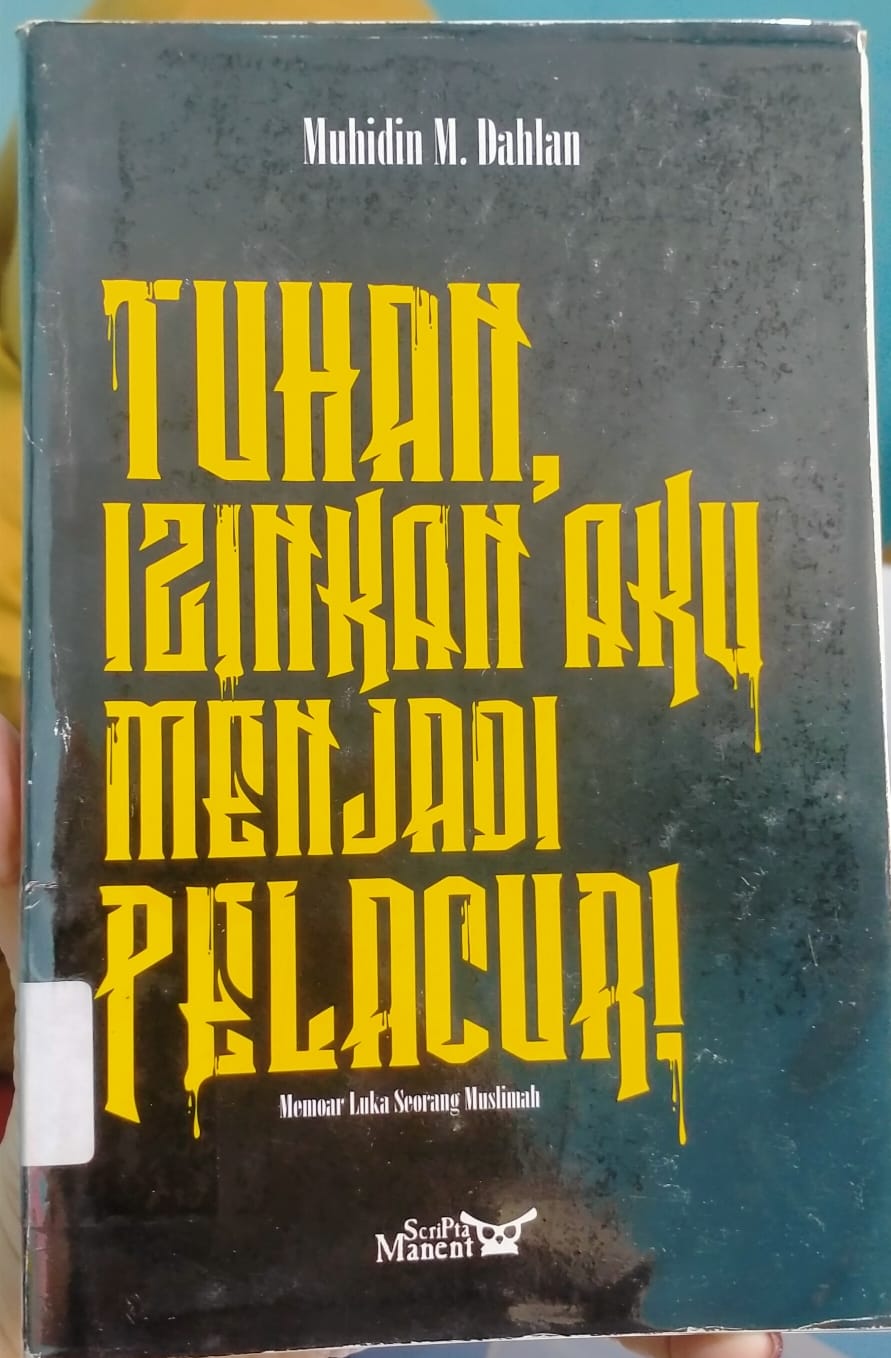 Muhidin M. Dahlan
TUHAN,
IZINKAN AKU
MENJADI
PELACUR!
Memoar Luka Seorang Muslimah
ScriPta
Manent